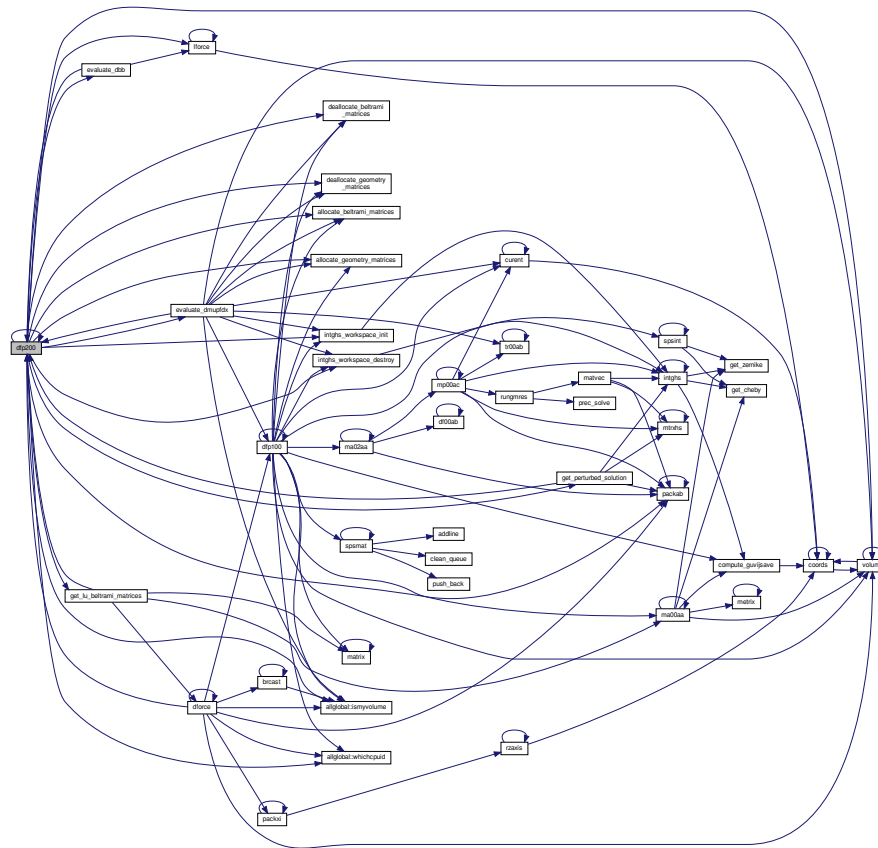 lforce
evaluate_dbb
deallocate_beltrami
_matrices
deallocate_geometry
_matrices
allocate_beltrami_matrices
curent
allocate_geometry_matrices
evaluate_dmupfdx
intghs_workspace_init
spsint
dfp200
tr00ab
intghs_workspace_destroy
get_zernike
intghs
matvec
mp00ac
get_cheby
rungmres
prec_solve
df00ab
mtrxhs
dfp100
ma02aa
get_perturbed_solution
packab
addline
spsmat
clean_queue
compute_guvijsave
coords
volum
push_back
get_lu_beltrami_matrices
metrix
ma00aa
matrix
brcast
dforce
allglobal::ismyvolume
rzaxis
allglobal::whichcpuid
packxi